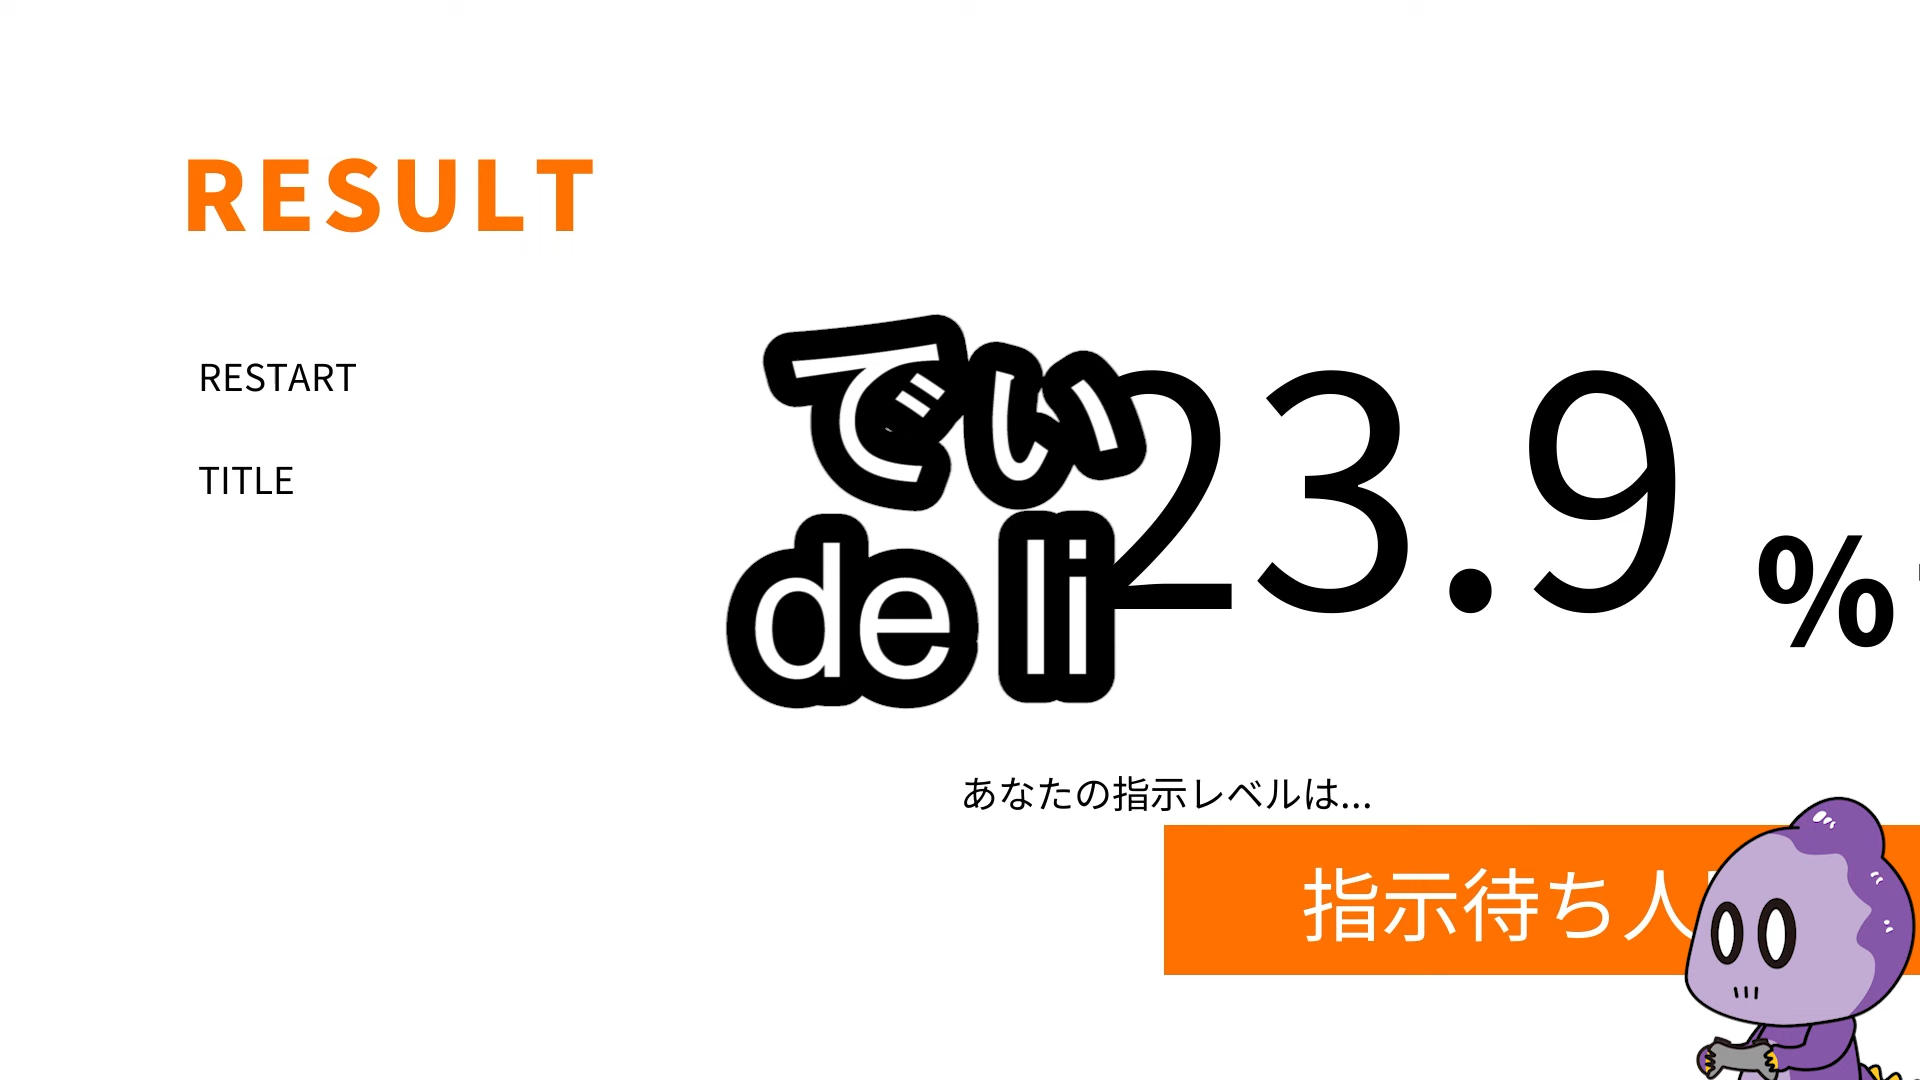 RESULT
RESTART
TITLE
でい
de li
23.9 %
あなたの指示レベルは...
指示待ち人